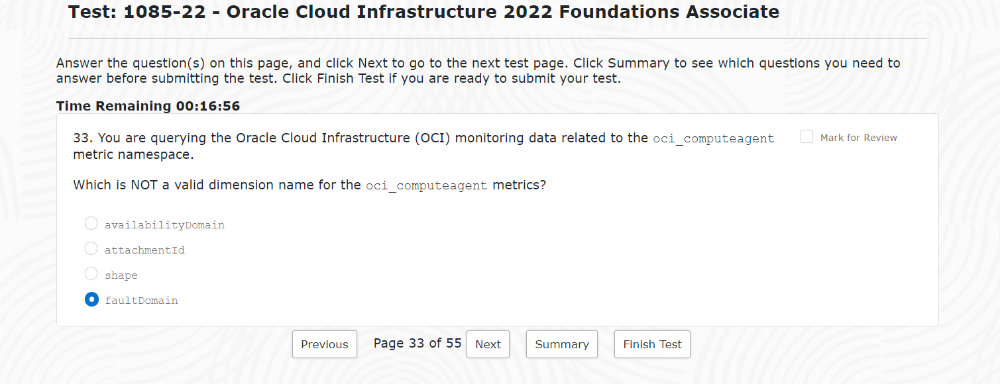 Test: 1085-22 - Oracle Cloud Infrastructure 2022 Foundations Associate
Answer the question(s) on this page, and click Next to go to the next test page. Click Summary to see which questions you need to
answer before submitting the test. Click Finish Test if you are ready to submit your test.
Time Remaining 00:16:56
33. You are querying the Oracle Cloud Infrastructure (OCI) monitoring data related to the oci_computeagent
metric namespace.
Mark for Review
Which is NOT a valid dimension name for the oci_computeagent metrics?
availabilityDomain
attachmentId
shape
faultDomain
Previous Page 33 of 55 Next Summary Finish Test